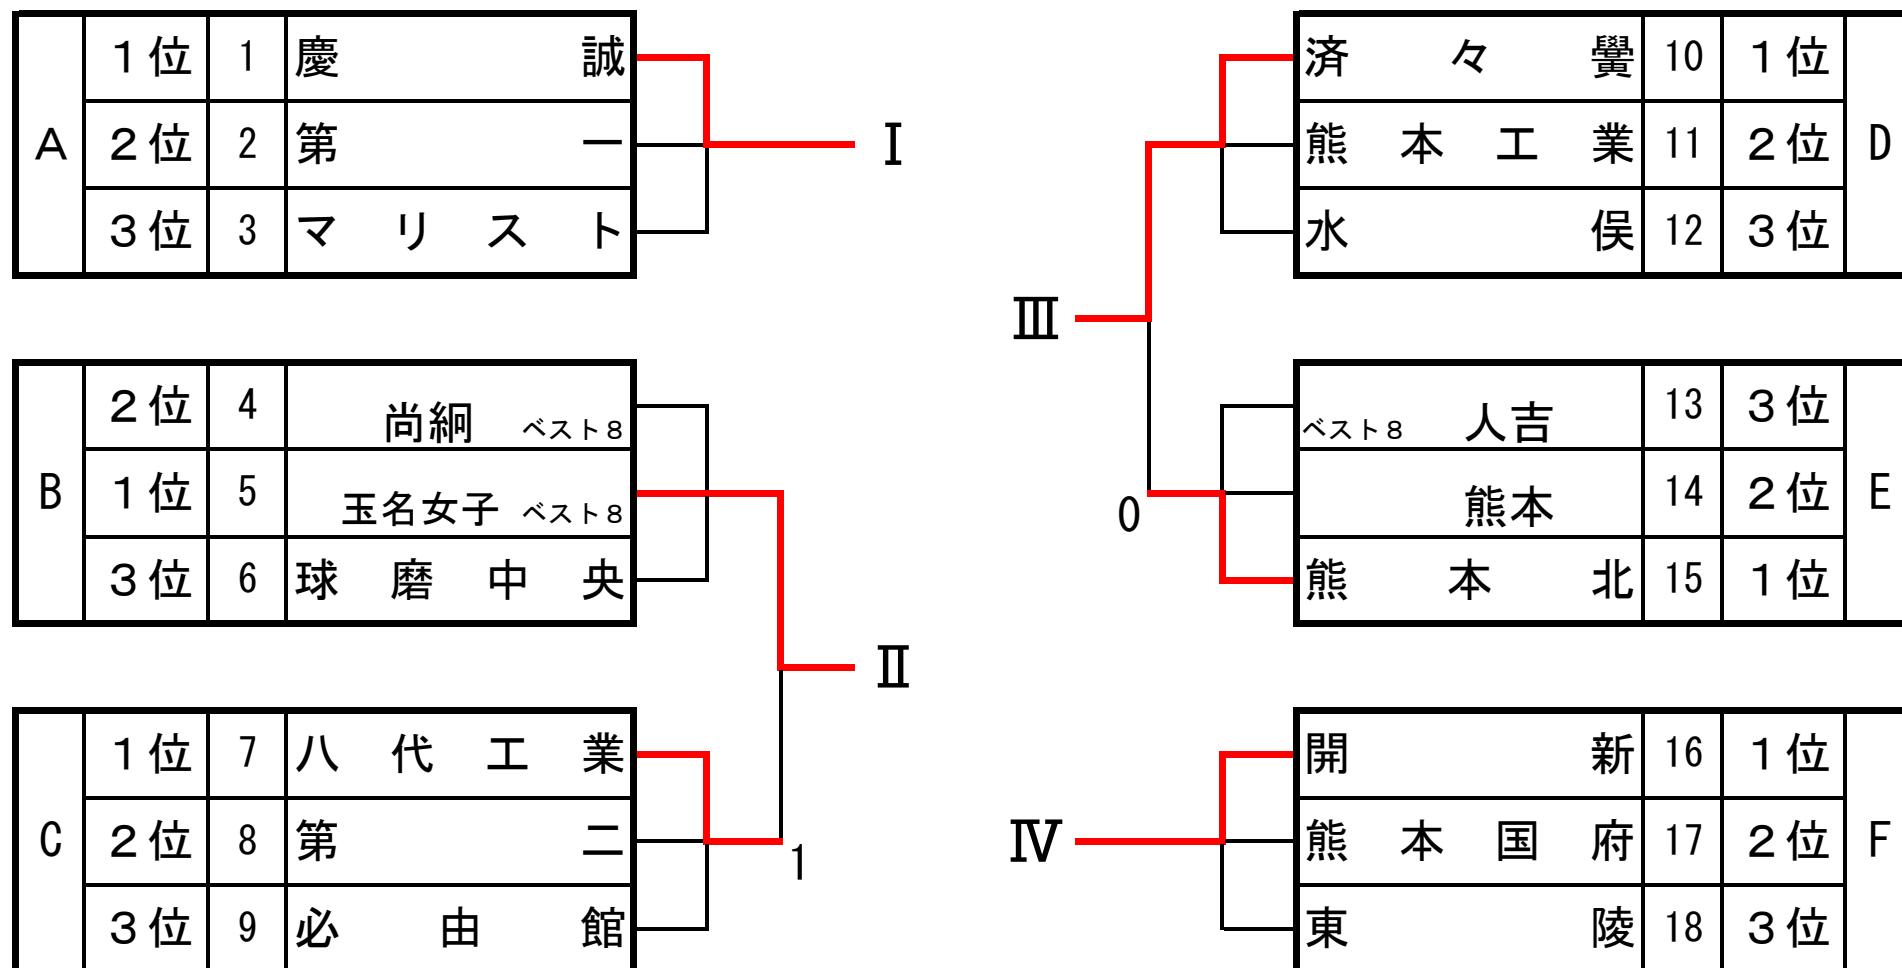 A
1位 1 慶誠
2位 2 第一
3位 3 マリスト
Ⅰ
B
2位 4 尚絅 ベスト8
1位 5 玉名女子 ベスト8
3位 6 球磨中央
Ⅱ
C
1位 7 八代工業
2位 8 第二
3位 9 必由館
1
済々黌 10 1位
熊本工業 11 2位
水俣 12 3位
D
Ⅲ
ベスト8 人吉 13 3位
熊本 14 2位
熊本北 15 1位
E
0
開新 16 1位
熊本国府 17 2位
東陵 18 3位
F
Ⅳ